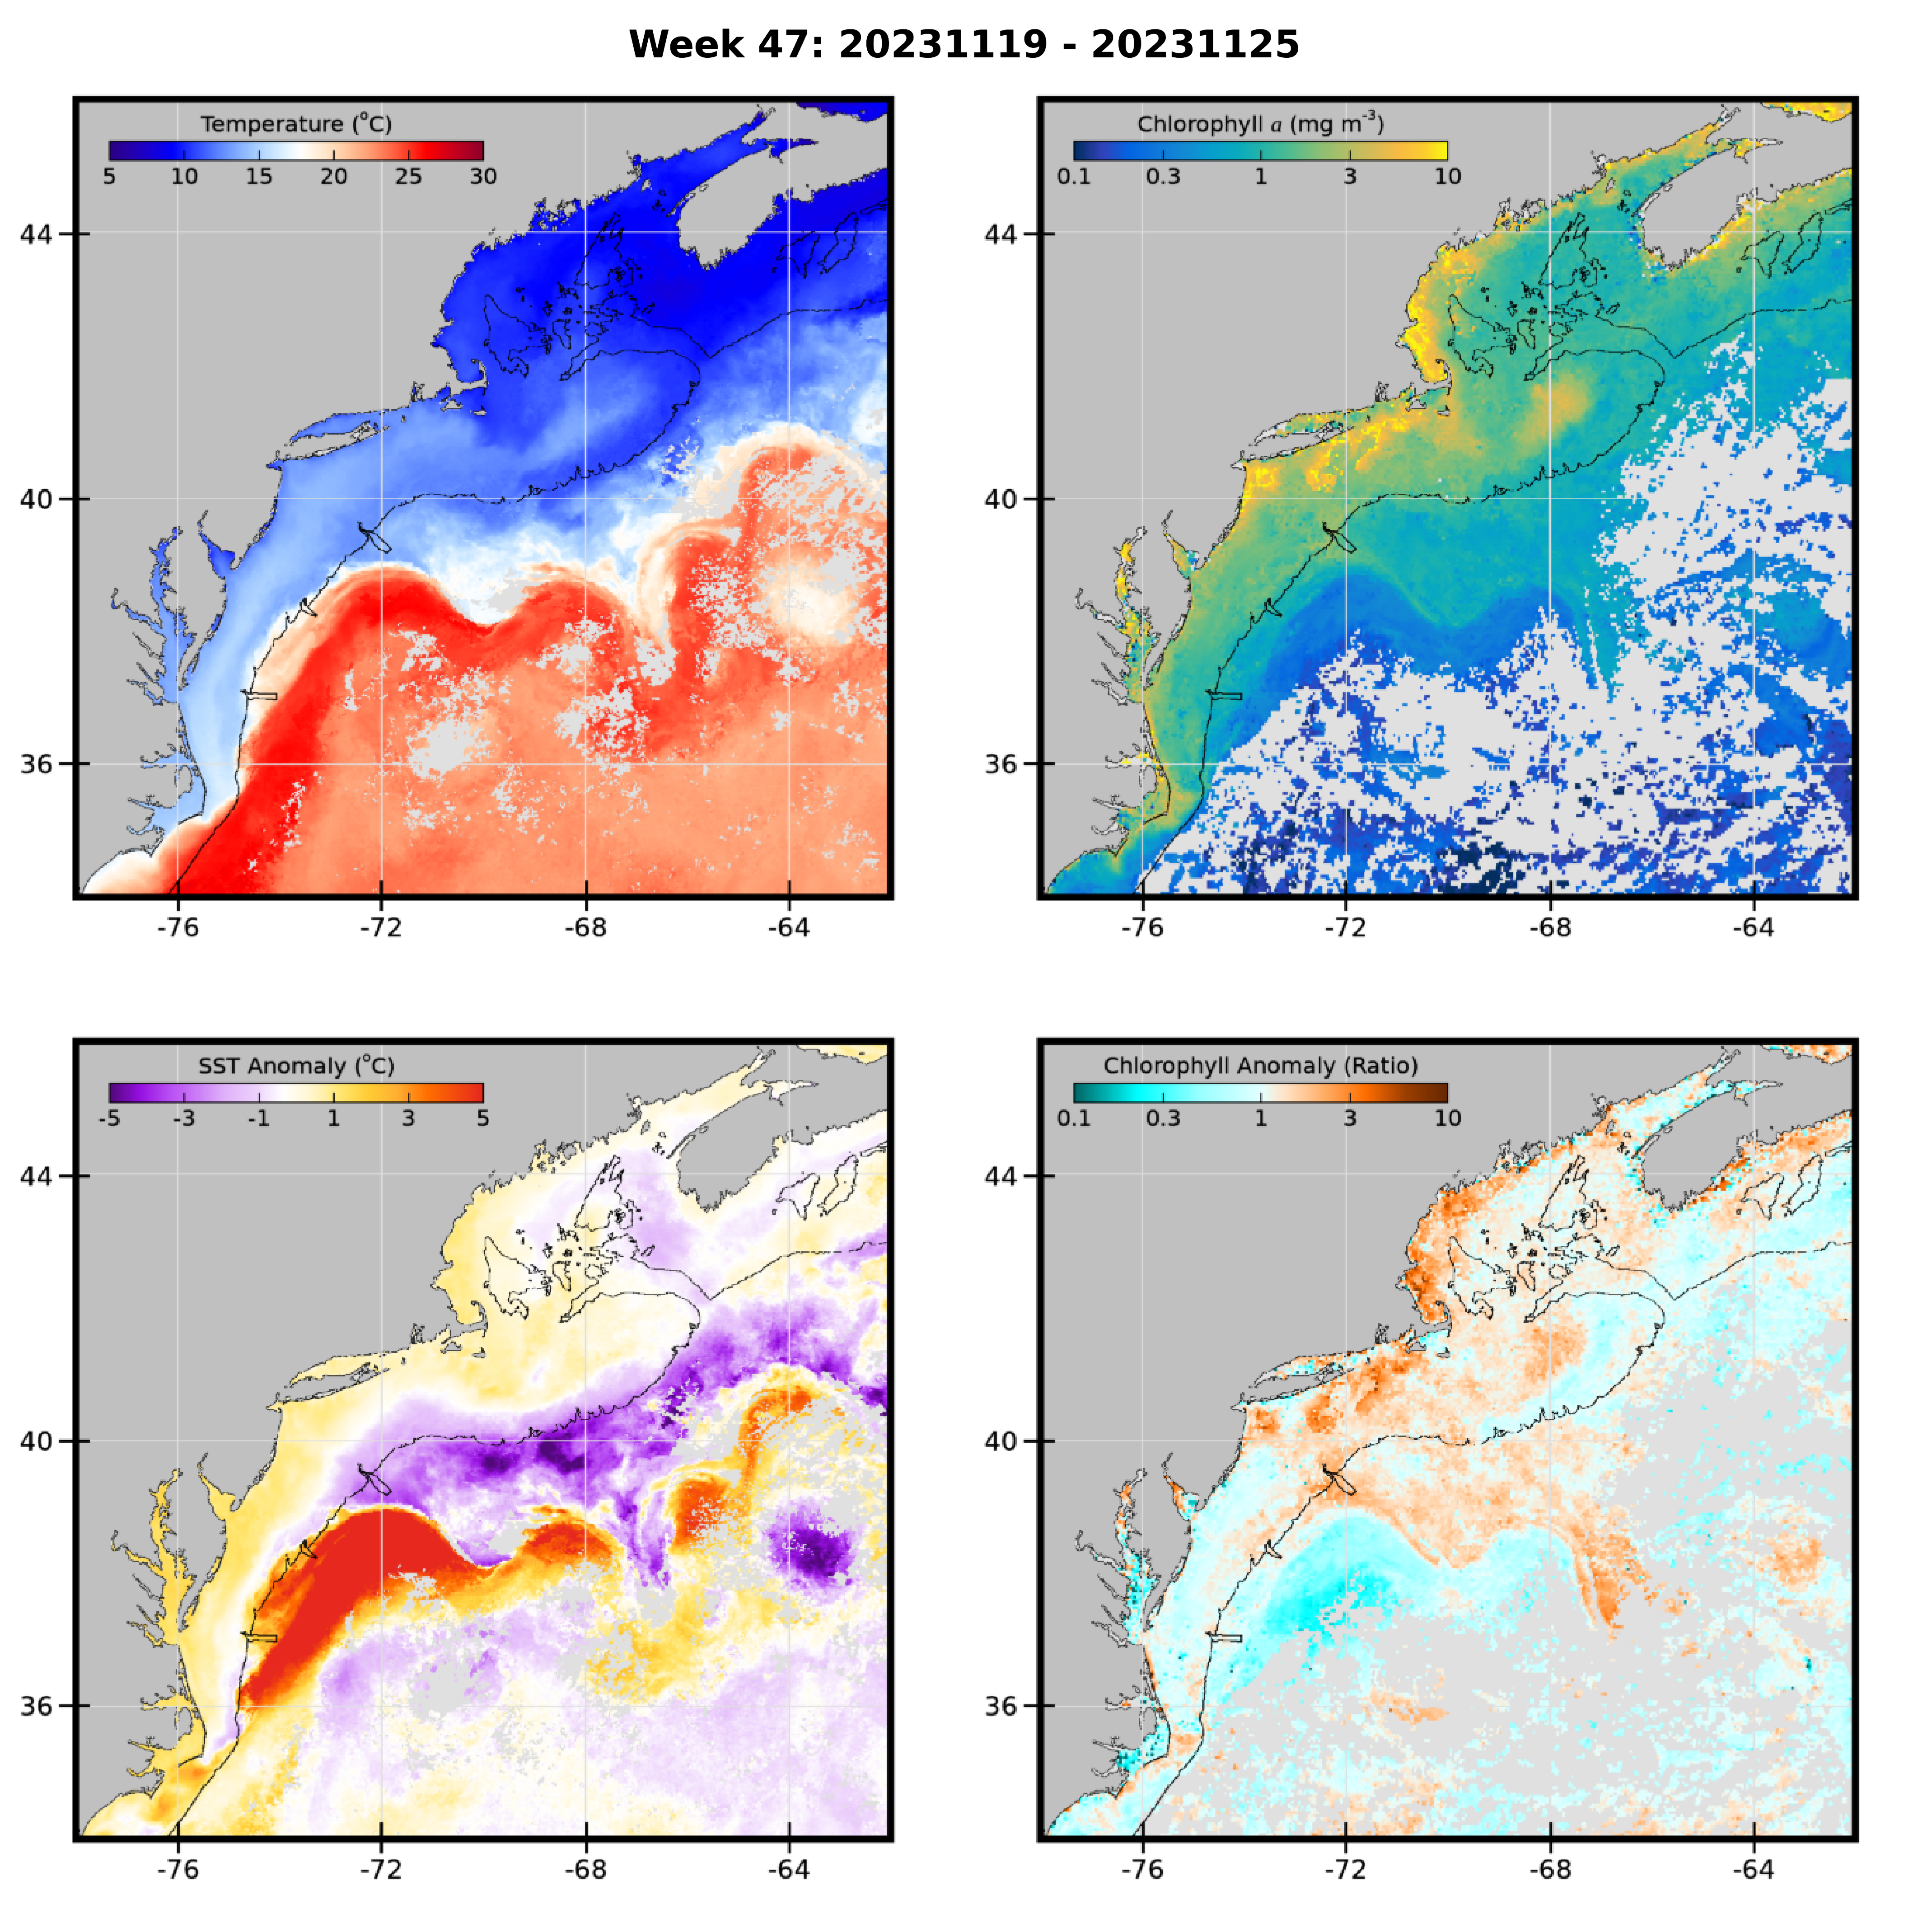 Week 47: 20231119 - 20231125
Temperature (°C)
5 10 15 20 25 30
44
40
36
-76 -72 -68 -64
Chlorophyll a (mg m⁻³)
0.1 0.3 1 3 10
44
40
36
-76 -72 -68 -64
SST Anomaly (°C)
-5 -3 -1 1 3 5
44
40
36
-76 -72 -68 -64
Chlorophyll Anomaly (Ratio)
0.1 0.3 1 3 10
44
40
36
-76 -72 -68 -64